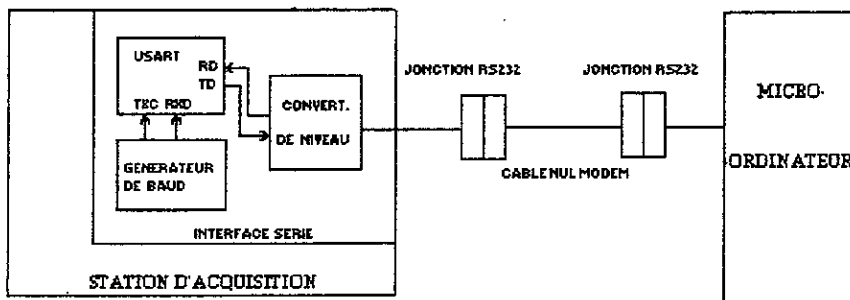 USART
RD
TD
TXC RXD
GENERATEUR
DE BAUD
CONVERT.
DE NIVEAU
INTERFACE SERIE
STATION D'ACQUISITION
JONCTION RS232
JONCTION RS232
CABLE NUL MODEM
MICRO-
ORDINATEUR